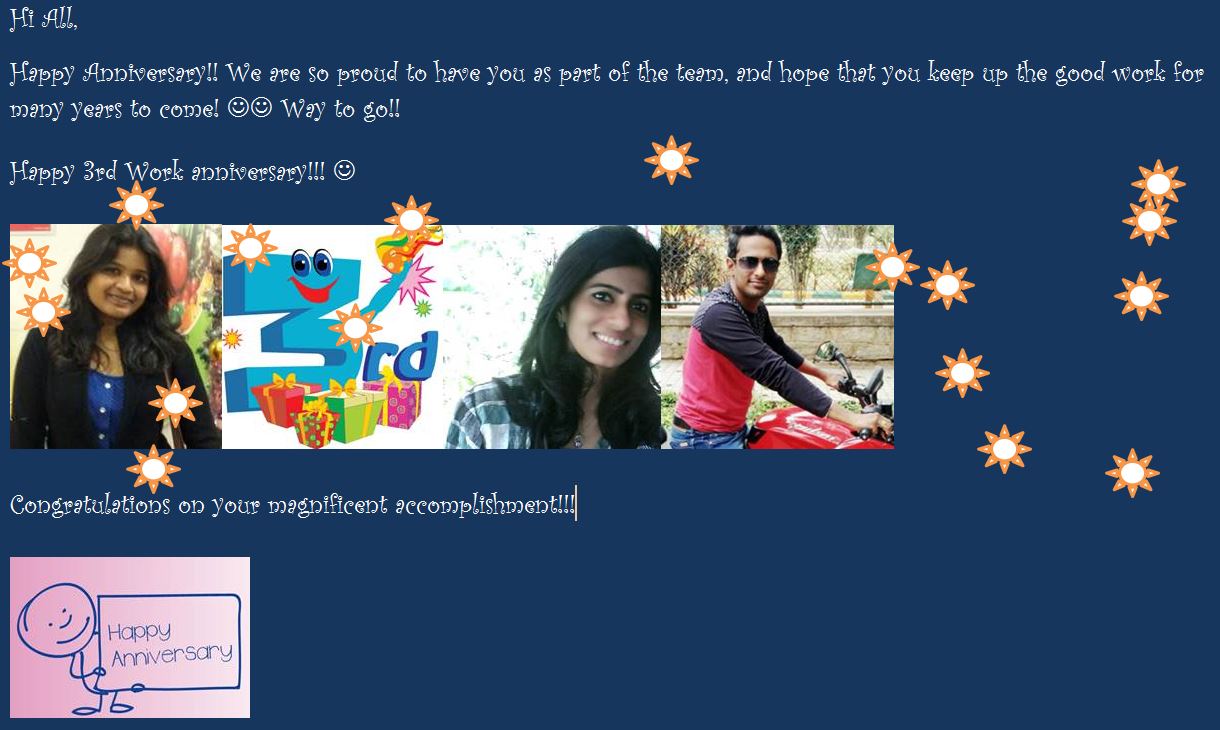 Hi All,
Happy Anniversary!! We are so proud to have you as part of the team, and hope that you keep up the good work for
many years to come! ☺☺ Way to go!!
Happy 3rd Work anniversary!!! ☺
3rd
Congratulations on your magnificent accomplishment!!!
Happy
Anniversary